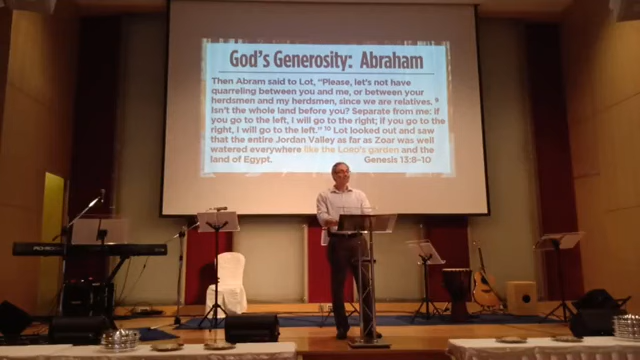 God's Generosity: Abraham
Then Abram said to Lot, "Please, let's not have
quarreling between you and me, or between your
herdsmen and my herdsmen, since we are relatives. 9
Isn't the whole land before you? Separate from me: if
you go to the left, I will go to the right; if you go to the
right, I will go to the left." 10 Lot looked out and saw
that the entire Jordan Valley as far as Zoar was well
watered everywhere like the LORD's garden and the
land of Egypt. Genesis 13:8-10